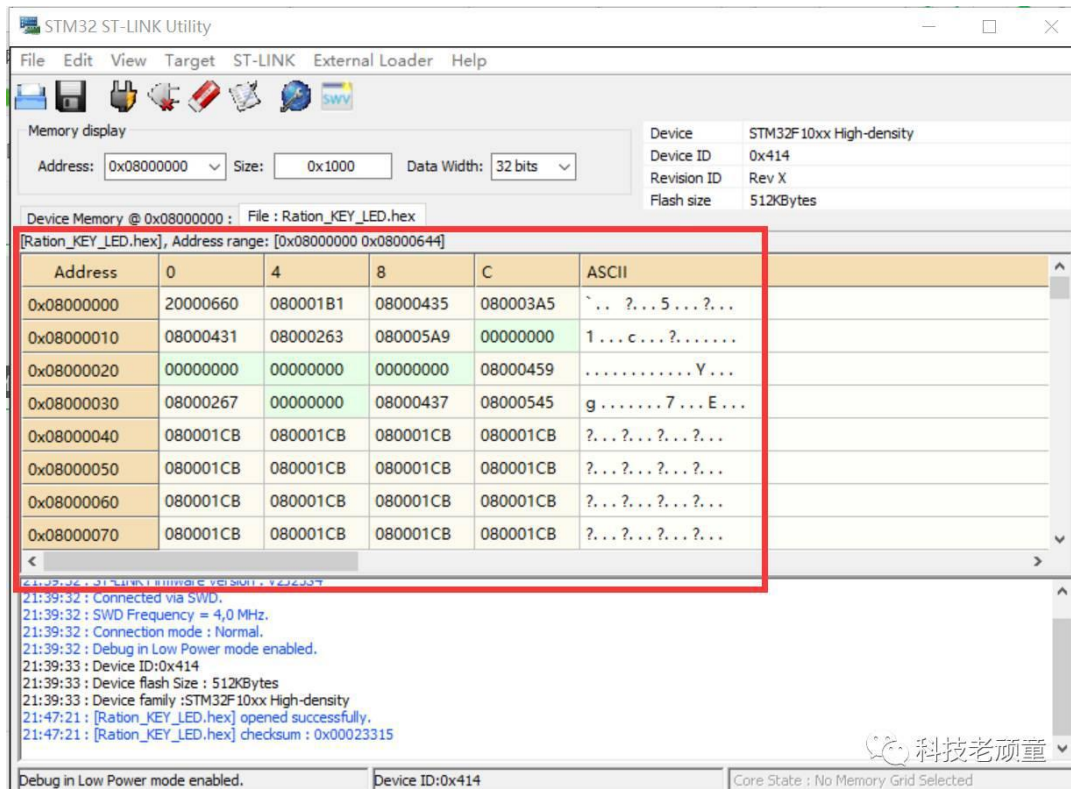 STM32 ST-LINK Utility
File Edit View Target ST-LINK External Loader Help
SWV
Memory display
Address: 0x08000000 Size: 0x1000 Data Width: 32 bits
Device STM32F10xx High-density
Device ID 0x414
Revision ID Rev X
Flash size 512KBytes
Device Memory @ 0x08000000 : File : Ration_KEY_LED.hex
[Ration_KEY_LED.hex], Address range: [0x08000000 0x08000644]
Address 0 4 8 C ASCII
0x08000000 20000660 080001B1 08000435 080003A5 `.. ?...5...?...
0x08000010 08000431 08000263 080005A9 00000000 1...c...?.......
0x08000020 00000000 00000000 00000000 08000459 ............Y...
0x08000030 08000267 00000000 08000437 08000545 g.......7...E...
0x08000040 080001CB 080001CB 080001CB 080001CB ?...?...?...?...
0x08000050 080001CB 080001CB 080001CB 080001CB ?...?...?...?...
0x08000060 080001CB 080001CB 080001CB 080001CB ?...?...?...?...
0x08000070 080001CB 080001CB 080001CB 080001CB ?...?...?...?...
21:39:32 : ST-LINK Firmware version :
21:39:32 : Connected via SWD.
21:39:32 : SWD Frequency = 4,0 MHz.
21:39:32 : Connection mode : Normal.
21:39:32 : Debug in Low Power mode enabled.
21:39:33 : Device ID:0x414
21:39:33 : Device flash Size : 512KBytes
21:39:33 : Device family :STM32F10xx High-density
21:47:21 : [Ration_KEY_LED.hex] opened successfully.
21:47:21 : [Ration_KEY_LED.hex] checksum : 0x00023315
科技老顽童
Debug in Low Power mode enabled. Device ID:0x414 Core State : No Memory Grid Selected